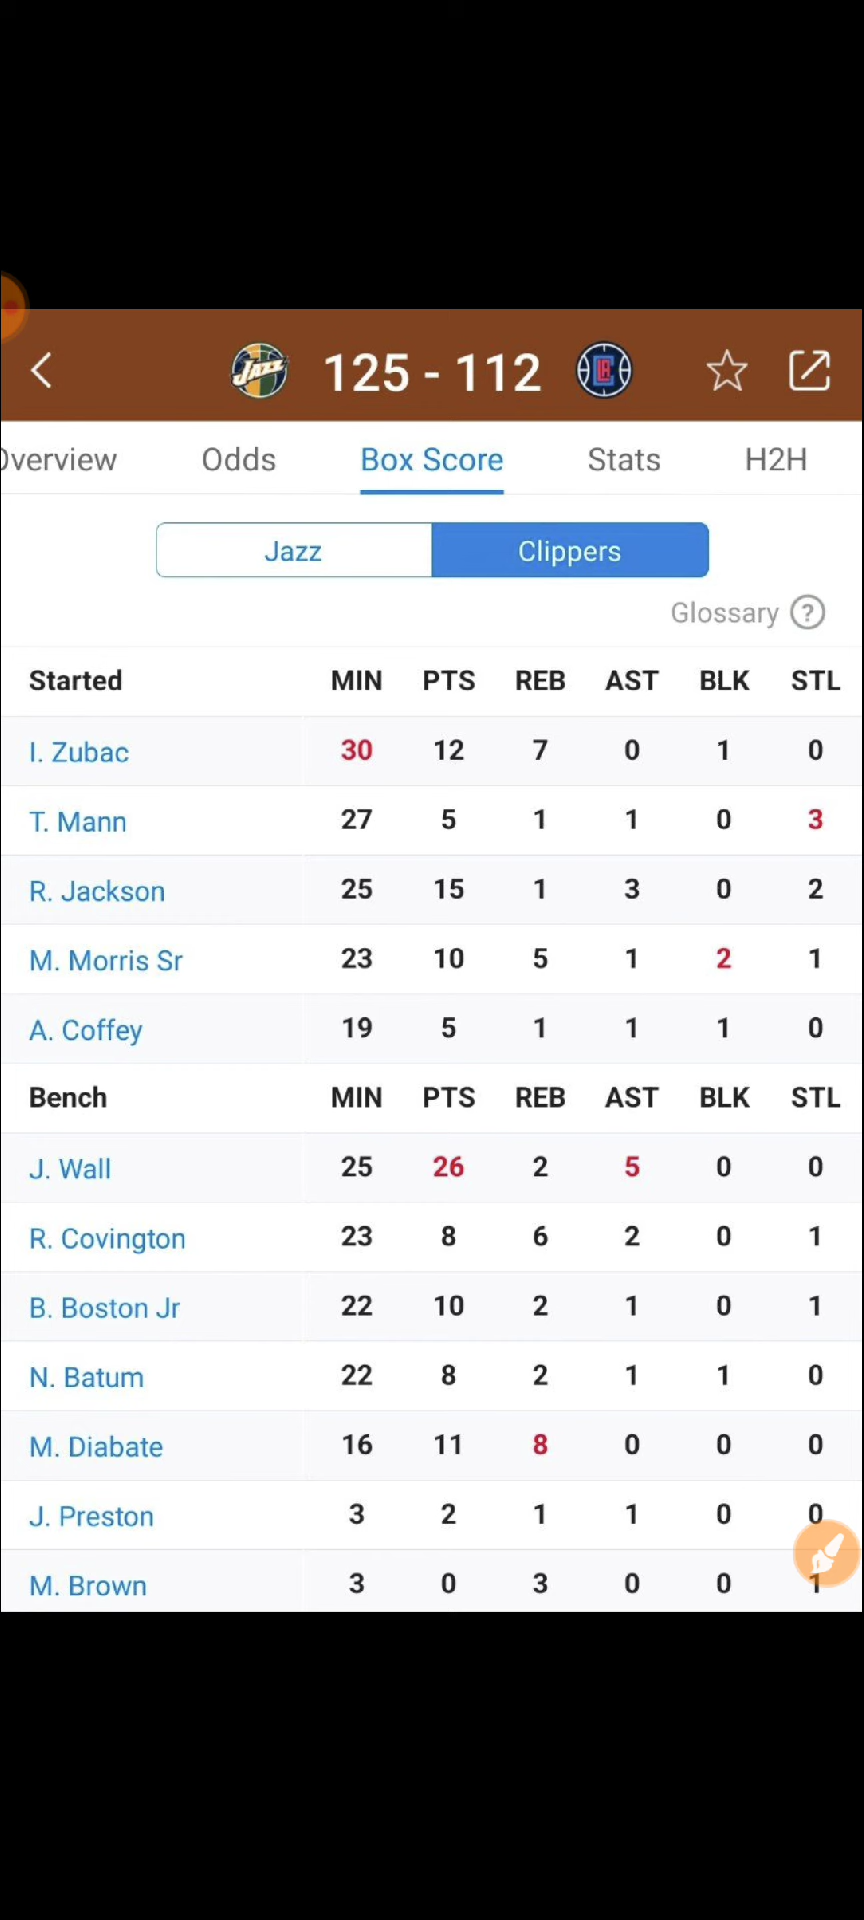 JAZZ 125 - 112 LA
Overview Odds Box Score Stats H2H
Jazz Clippers
Glossary ?
Started MIN PTS REB AST BLK STL
I. Zubac 30 12 7 0 1 0
T. Mann 27 5 1 1 0 3
R. Jackson 25 15 1 3 0 2
M. Morris Sr 23 10 5 1 2 1
A. Coffey 19 5 1 1 1 0
Bench MIN PTS REB AST BLK STL
J. Wall 25 26 2 5 0 0
R. Covington 23 8 6 2 0 1
B. Boston Jr 22 10 2 1 0 1
N. Batum 22 8 2 1 1 0
M. Diabate 16 11 8 0 0 0
J. Preston 3 2 1 1 0 0
M. Brown 3 0 3 0 0 1